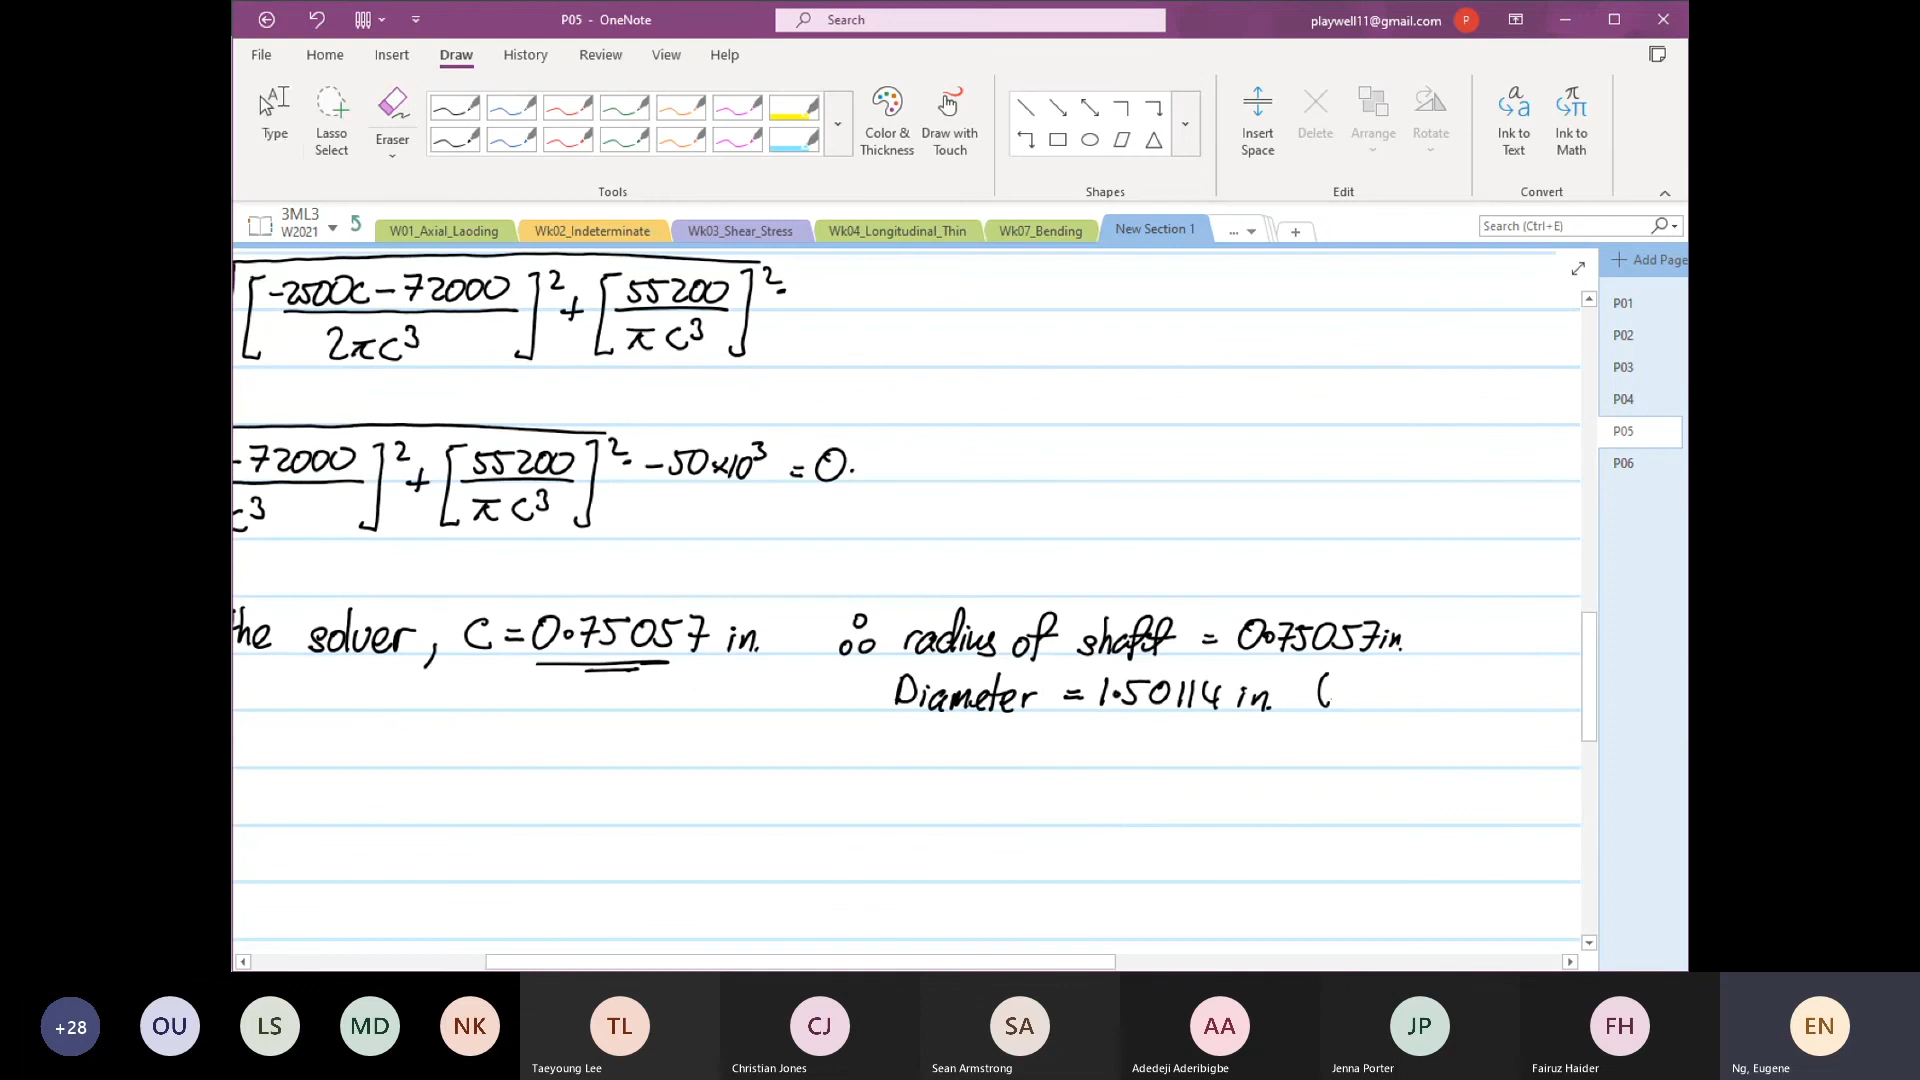 P05 - OneNote
Search
playwell11@gmail.com
P
File Home Insert Draw History Review View Help
Type
Lasso Select
Eraser
Color & Thickness
Draw with Touch
Insert Space
Delete
Arrange
Rotate
Ink to Text
Ink to Math
Tools
Shapes
Edit
Convert
3ML3 W2021
W01_Axial_Laoding Wk02_Indeterminate Wk03_Shear_Stress Wk04_Longitudinal_Thin Wk07_Bending New Section 1 ... +
Search (Ctrl+E)
+ Add Page
P01
P02
P03
P04
P05
P06
[(-2500c - 72000)/(2πc³)]² + [55200/(πc³)]²
- 72000]² + [55200/(πc³)]² - 50×10³ = 0.
c³
the solver, C = 0.75057 in. ∴ radius of shaft = 0.75057in.
Diameter = 1.50114 in. (
+28
OU
LS
MD
NK
TL
Taeyoung Lee
CJ
Christian Jones
SA
Sean Armstrong
AA
Adedeji Aderibigbe
JP
Jenna Porter
FH
Fairuz Haider
EN
Ng, Eugene